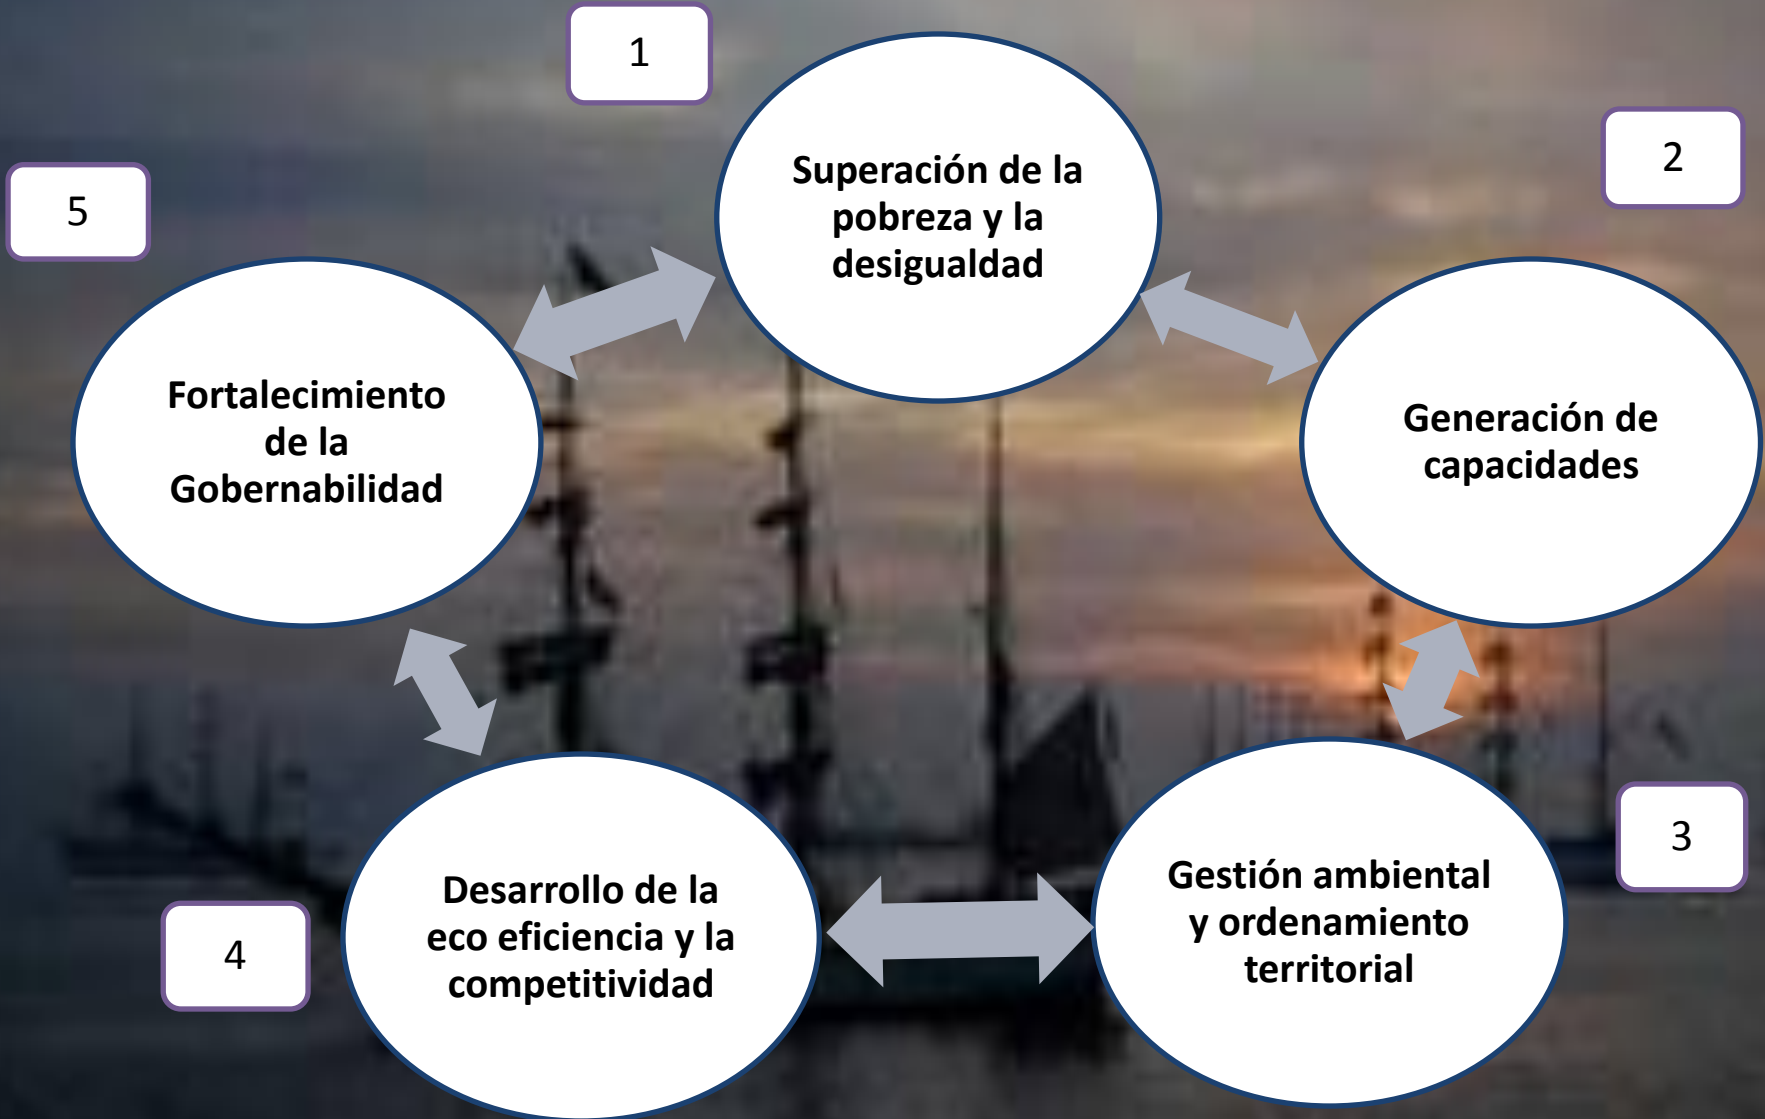 1
Superación de la
pobreza y la
desigualdad
2
Generación de
capacidades
3
Gestión ambiental
y ordenamiento
territorial
4
Desarrollo de la
eco eficiencia y la
competitividad
5
Fortalecimiento
de la
Gobernabilidad